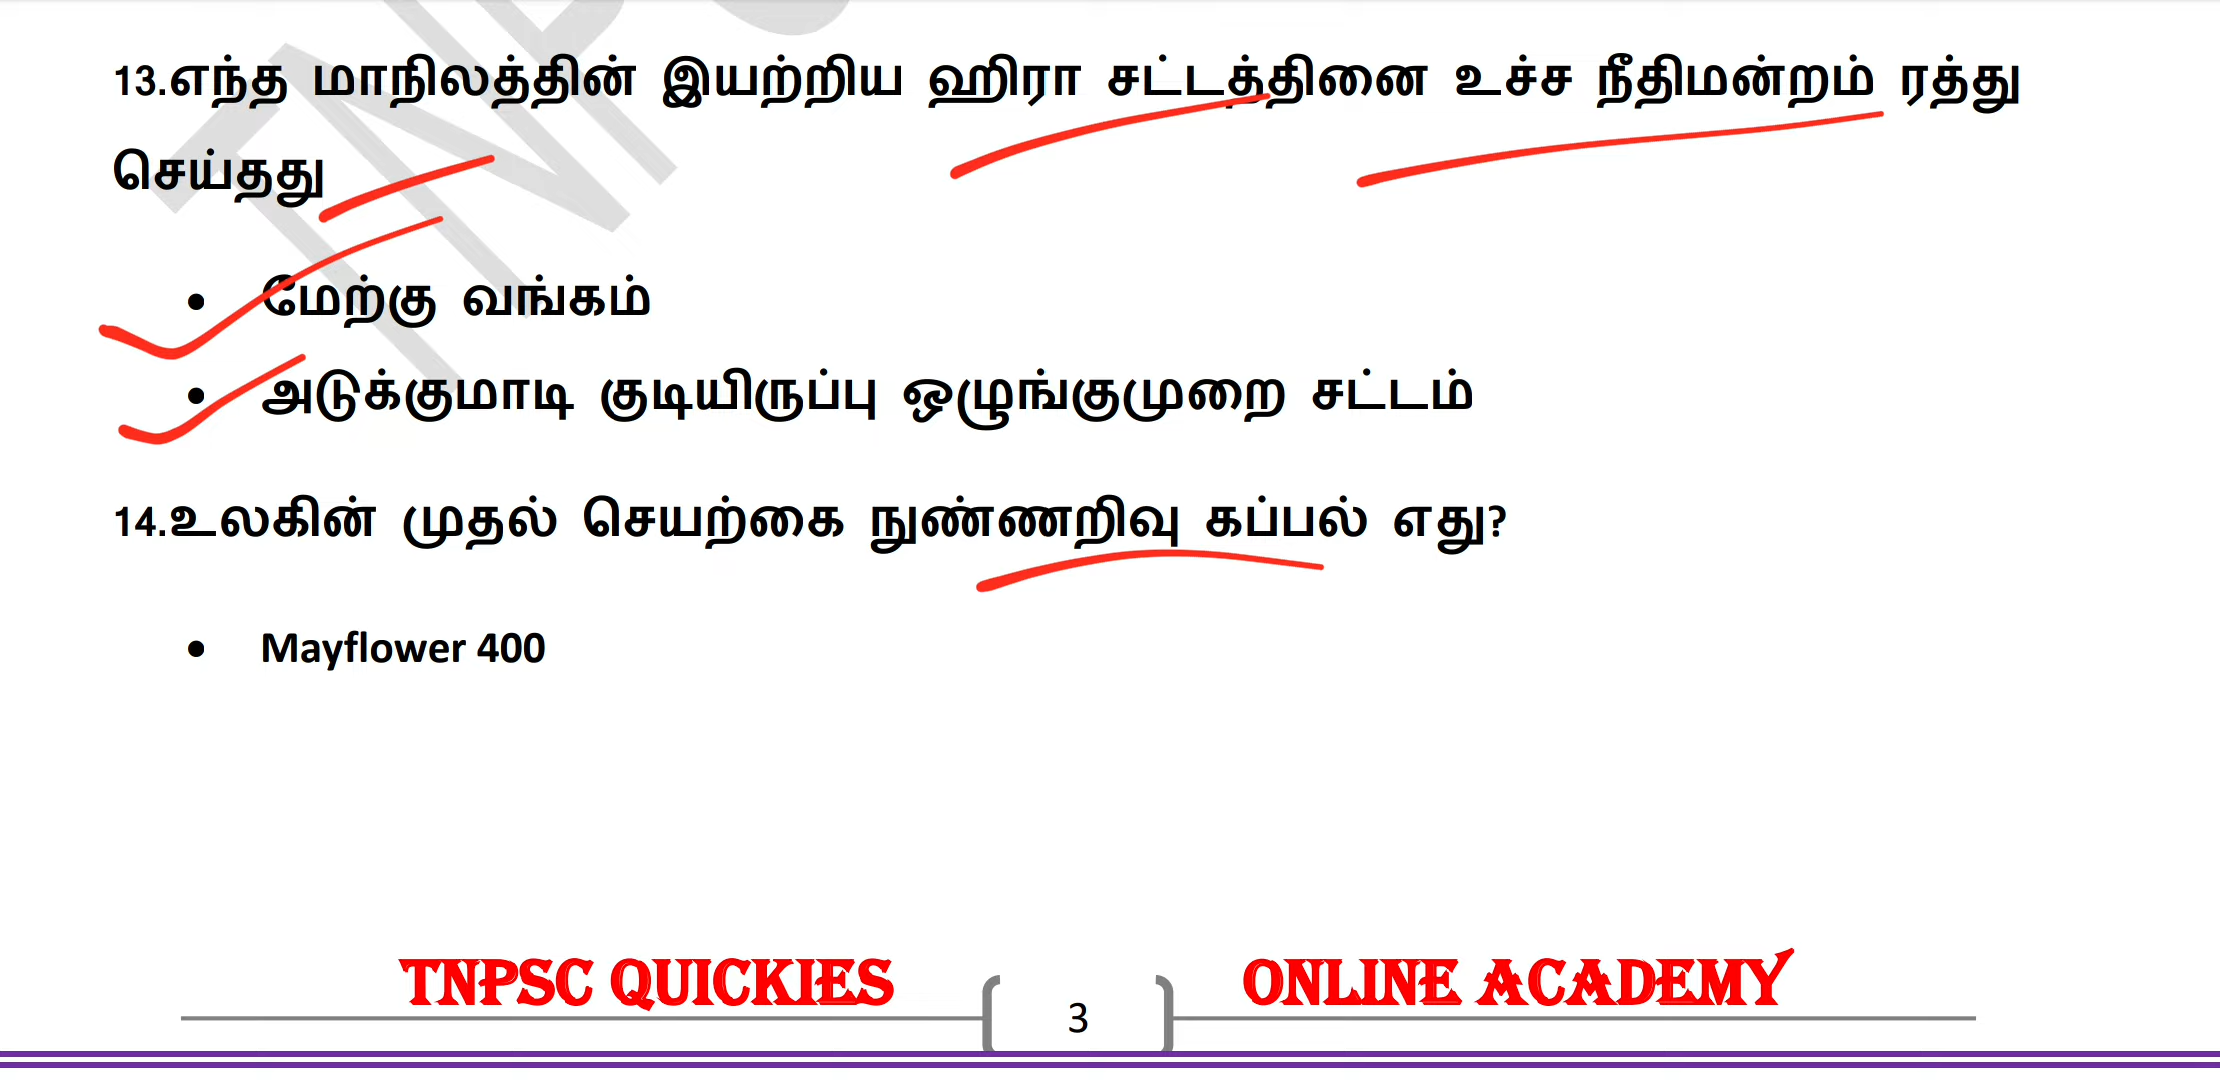 13.எந்த மாநிலத்தின் இயற்றிய ஹிரா சட்டத்தினை உச்ச நீதிமன்றம் ரத்து
செய்தது
• மேற்கு வங்கம்
• அடுக்குமாடி குடியிருப்பு ஒழுங்குமுறை சட்டம்
14.உலகின் முதல் செயற்கை நுண்ணறிவு கப்பல் எது?
• Mayflower 400
TNPSC QUICKIES 3 ONLINE ACADEMY